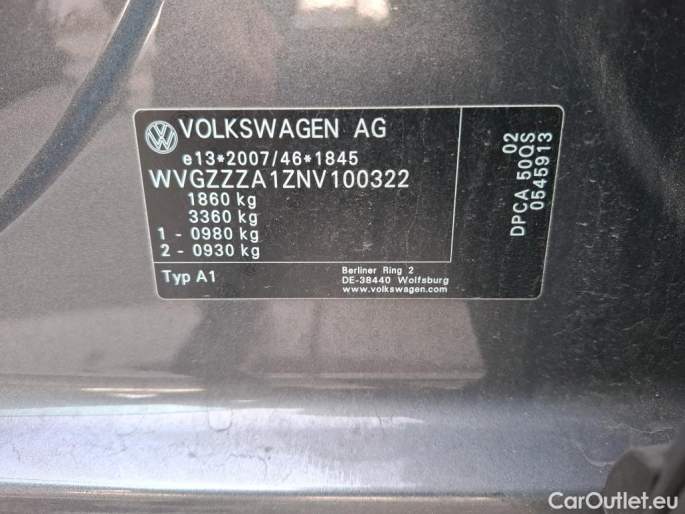 VOLKSWAGEN AG
e13*2007/46*1845
WVGZZZA1ZNV100322
1860 kg
3360 kg
1 - 0980 kg
2 - 0930 kg
Typ A1
Berliner Ring 2
DE-38440 Wolfsburg
www.volkswagen.com
02
DPCA 50QS
0545913
CarOutlet.eu